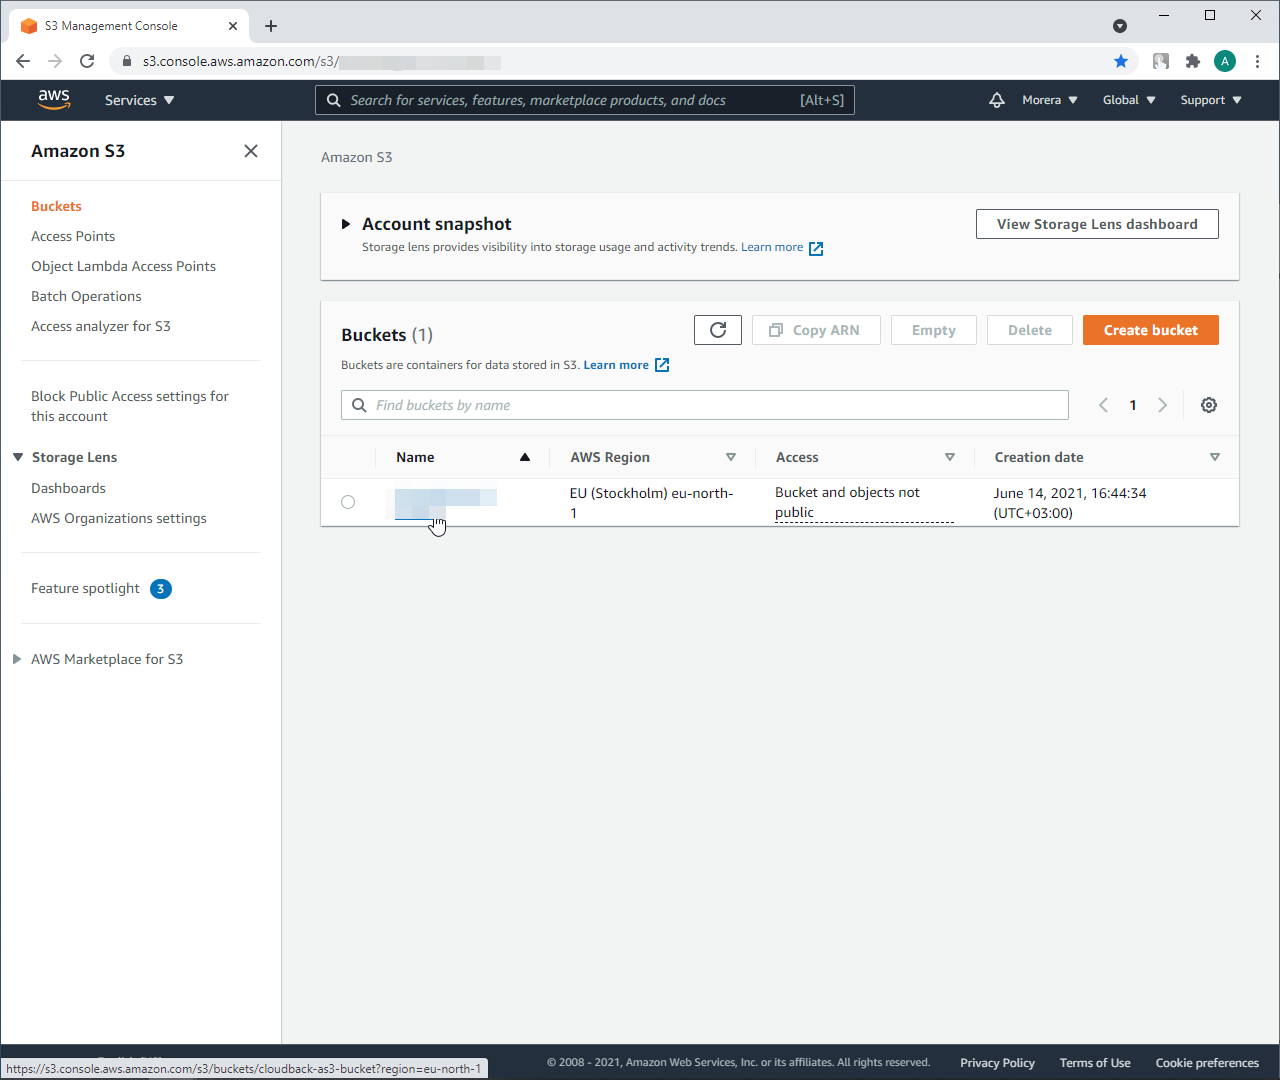 S3 Management Console
s3.console.aws.amazon.com/s3/
A
aws
Services
Search for services, features, marketplace products, and docs
[Alt+S]
Morera
Global
Support
Amazon S3
Buckets
Access Points
Object Lambda Access Points
Batch Operations
Access analyzer for S3
Block Public Access settings for
this account
Storage Lens
Dashboards
AWS Organizations settings
Feature spotlight 3
AWS Marketplace for S3
Amazon S3
Account snapshot
Storage lens provides visibility into storage usage and activity trends. Learn more
View Storage Lens dashboard
Buckets (1)
Copy ARN
Empty
Delete
Create bucket
Buckets are containers for data stored in S3. Learn more
Find buckets by name
1
Name
AWS Region
Access
Creation date
EU (Stockholm) eu-north-
1
Bucket and objects not
public
June 14, 2021, 16:44:34
(UTC+03:00)
© 2008 - 2021, Amazon Web Services, Inc. or its affiliates. All rights reserved.
Privacy Policy
Terms of Use
Cookie preferences
https://s3.console.aws.amazon.com/s3/buckets/cloudback-as3-bucket?region=eu-north-1